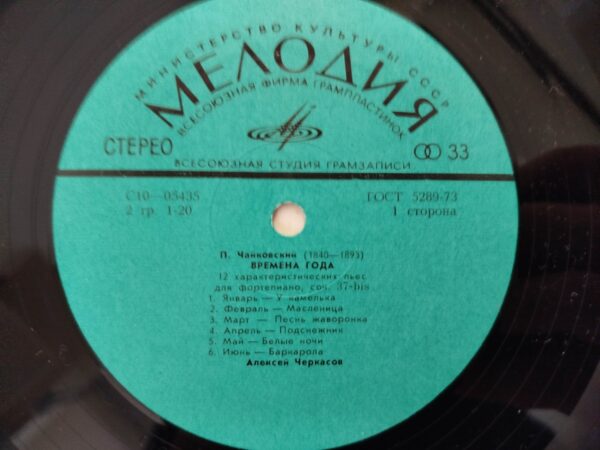 МИНИСТЕРСТВО КУЛЬТУРЫ СССР
МЕЛОДИЯ
ВСЕСОЮЗНАЯ ФИРМА ГРАМПЛАСТИНОК
СТЕРЕО
33
ВСЕСОЮЗНАЯ СТУДИЯ ГРАМЗАПИСИ
С10—05435
ГОСТ 5289-73
2 гр. 1-20
1 сторона
П. Чайковский (1840—1893)
ВРЕМЕНА ГОДА
12 характеристических пьес
для фортепиано, соч. 37-bis
1. Январь — У камелька
2. Февраль — Масленица
3. Март — Песнь жаворонка
4. Апрель — Подснежник
5. Май — Белые ночи
6. Июнь — Баркарола
Алексей Черкасов